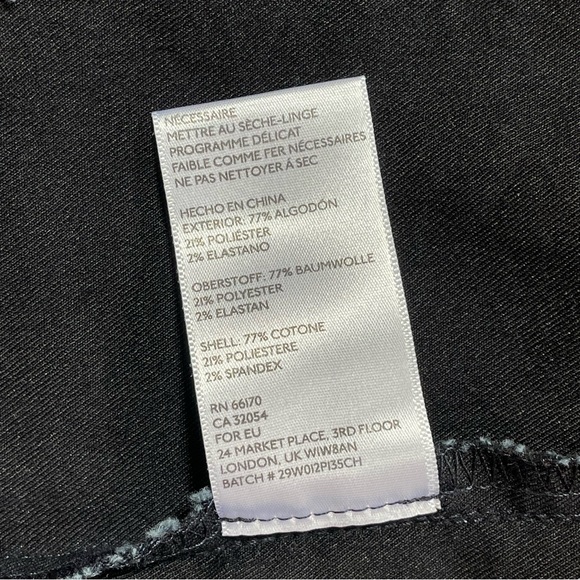 NÉCESSAIRE
METTRE AU SÈCHE-LINGE
PROGRAMME DÉLICAT
FAIBLE COMME FER NÉCESSAIRES
NE PAS NETTOYER Á SEC
HECHO EN CHINA
EXTERIOR: 77% ALGODÓN
21% POLIÉSTER
2% ELASTANO
OBERSTOFF: 77% BAUMWOLLE
21% POLYESTER
2% ELASTAN
SHELL: 77% COTONE
21% POLIESTERE
2% SPANDEX
RN 66170
CA 32054
FOR EU
24 MARKET PLACE, 3RD FLOOR
LONDON, UK W1W8AN
BATCH # 29W012P135CH